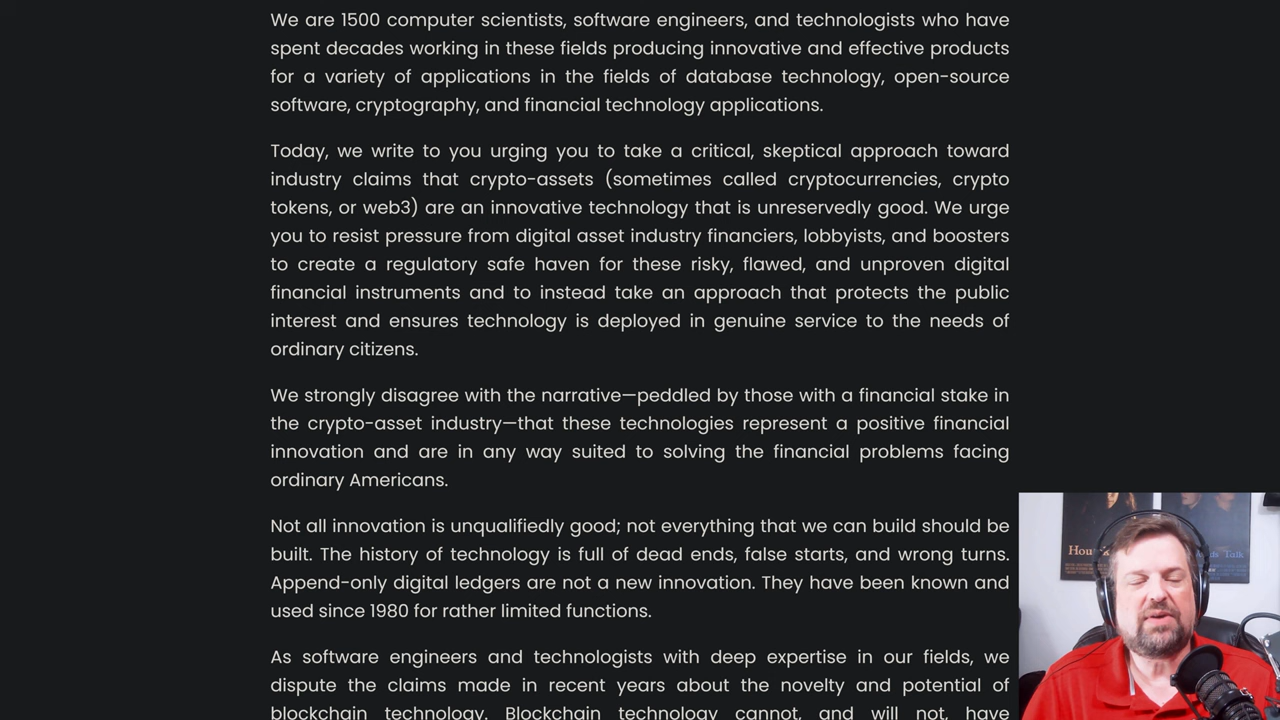 We are 1500 computer scientists, software engineers, and technologists who have
spent decades working in these fields producing innovative and effective products
for a variety of applications in the fields of database technology, open-source
software, cryptography, and financial technology applications.
Today, we write to you urging you to take a critical, skeptical approach toward
industry claims that crypto-assets (sometimes called cryptocurrencies, crypto
tokens, or web3) are an innovative technology that is unreservedly good. We urge
you to resist pressure from digital asset industry financiers, lobbyists, and boosters
to create a regulatory safe haven for these risky, flawed, and unproven digital
financial instruments and to instead take an approach that protects the public
interest and ensures technology is deployed in genuine service to the needs of
ordinary citizens.
We strongly disagree with the narrative—peddled by those with a financial stake in
the crypto-asset industry—that these technologies represent a positive financial
innovation and are in any way suited to solving the financial problems facing
ordinary Americans.
Not all innovation is unqualifiedly good; not everything that we can build should be
built. The history of technology is full of dead ends, false starts, and wrong turns.
Append-only digital ledgers are not a new innovation. They have been known and
used since 1980 for rather limited functions.
As software engineers and technologists with deep expertise in our fields, we
dispute the claims made in recent years about the novelty and potential of
blockchain technology. Blockchain technology cannot, and will not, have
Talk